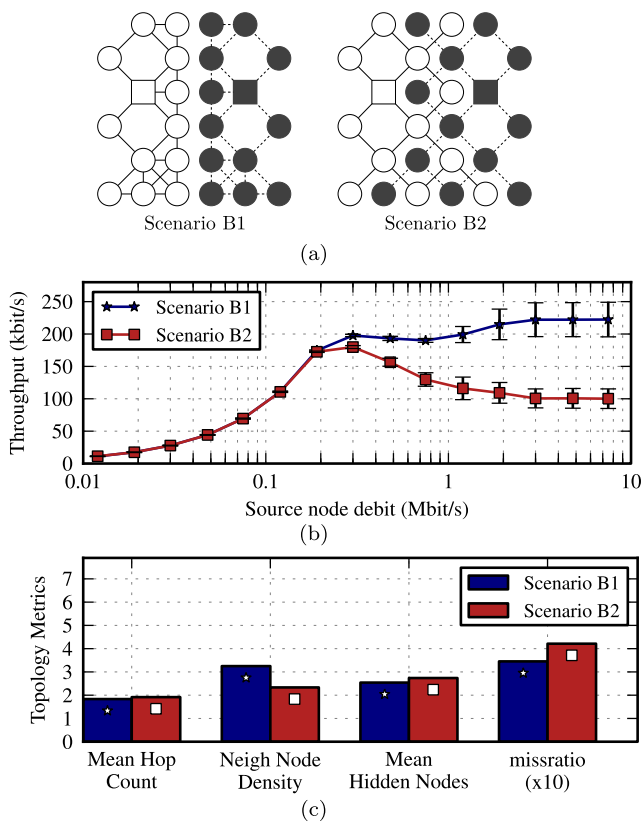 Scenario B1 Scenario B2
(a)
Throughput (kbit/s)
250
200
150
100
50
0
Scenario B1
Scenario B2
0.01 0.1 1 10
Source node debit (Mbit/s)
(b)
Topology Metrics
7
6
5
4
3
2
1
0
Scenario B1
Scenario B2
Mean Hop
Count
Neigh Node
Density
Mean
Hidden Nodes
missratio
(x10)
(c)